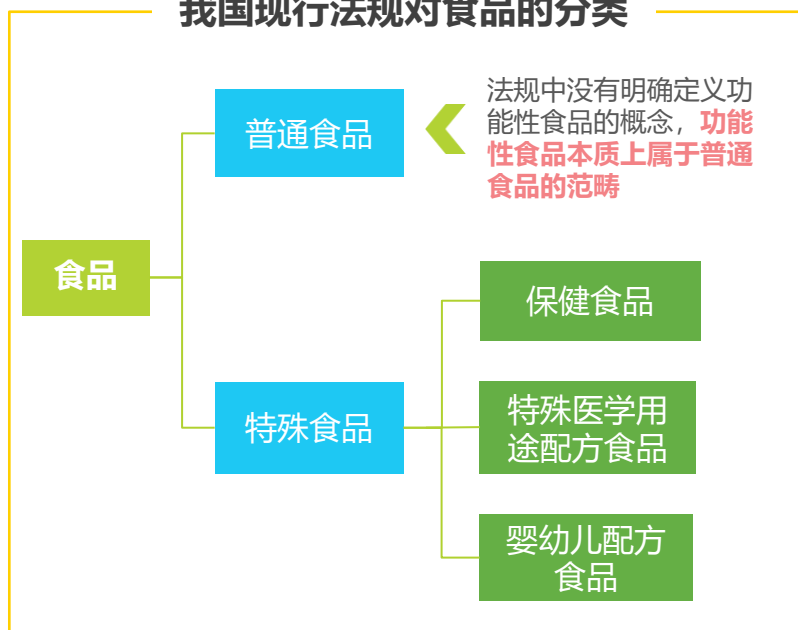 我国现行法规对食品的分类
普通食品
法规中没有明确定义功
能性食品的概念，功能
性食品本质上属于普通
食品的范畴
食品
保健食品
特殊食品
特殊医学用
途配方食品
婴幼儿配方
食品